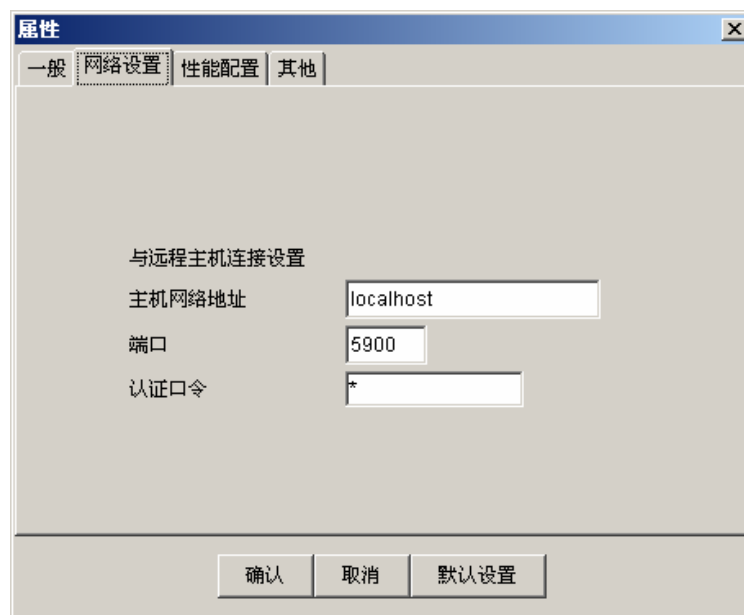 属性
一般 网络设置 性能配置 其他
与远程主机连接设置
主机网络地址 localhost
端口 5900
认证口令 *
确认 取消 默认设置